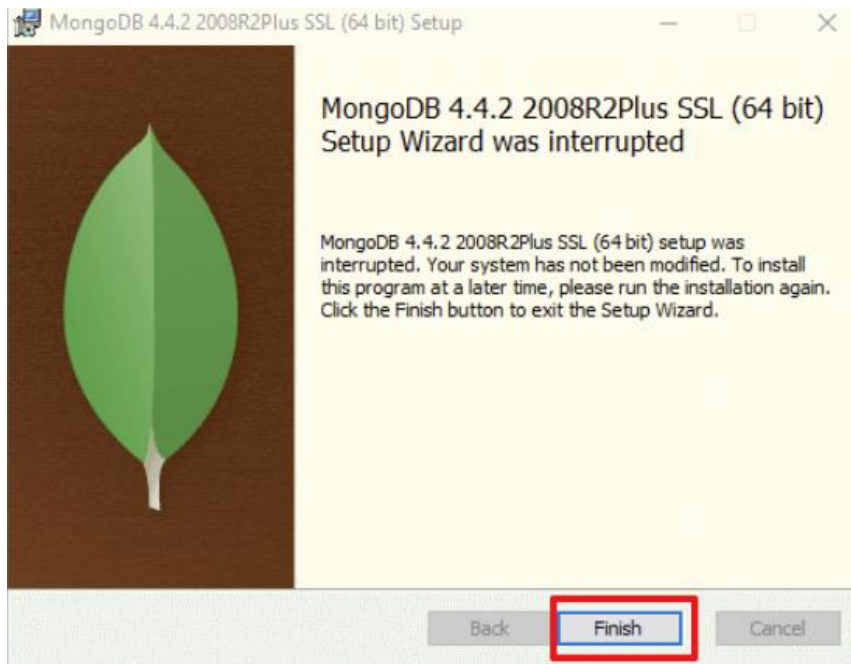 MongoDB 4.4.2 2008R2Plus SSL (64 bit) Setup
MongoDB 4.4.2 2008R2Plus SSL (64 bit)
Setup Wizard was interrupted
MongoDB 4.4.2 2008R2Plus SSL (64 bit) setup was
interrupted. Your system has not been modified. To install
this program at a later time, please run the installation again.
Click the Finish button to exit the Setup Wizard.
Back Finish Cancel